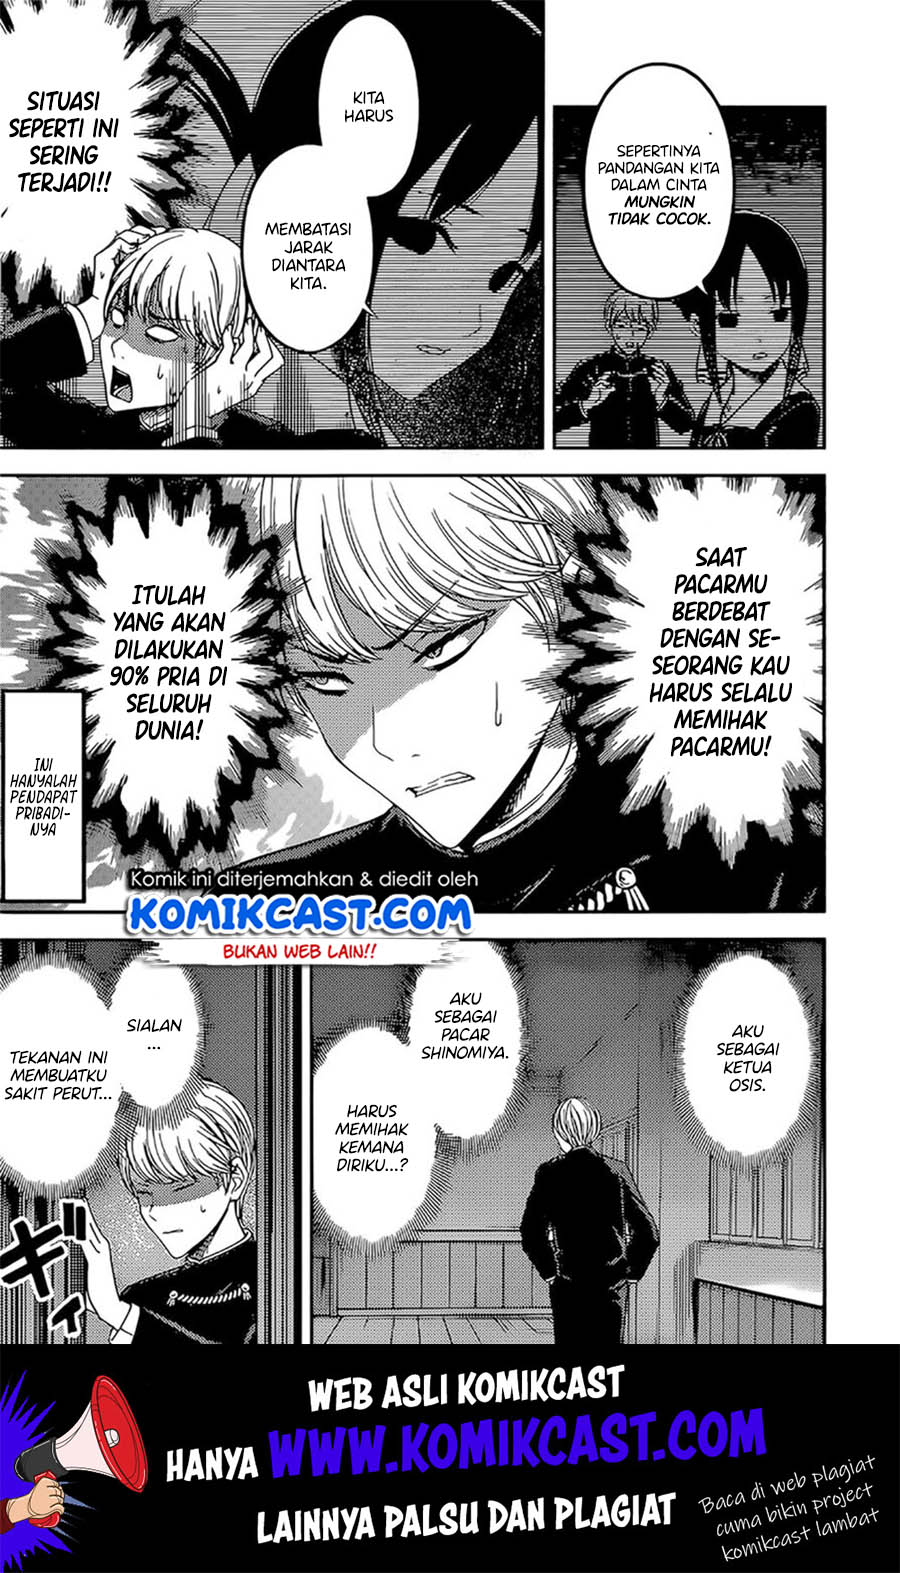 SEPERTINYA
PANDANGAN KITA
DALAM CINTA
MUNGKIN
TIDAK COCOK.
KITA
HARUS
MEMBATASI
JARAK
DIANTARA
KITA.
SITUASI
SEPERTI INI
SERING
TERJADI!!
SAAT
PACARMU
BERDEBAT
DENGAN SE-
SEORANG KAU
HARUS SELALU
MEMIHAK
PACARMU!
ITULAH
YANG AKAN
DILAKUKAN
90% PRIA DI
SELURUH
DUNIA!
INI
HANYALAH
PENDAPAT
PRIBADI-
NYA
Komik ini diterjemahkan & diedit oleh
KOMIKCAST.COM
BUKAN WEB LAIN!!
AKU
SEBAGAI
KETUA
OSIS.
AKU
SEBAGAI
PACAR
SHINOMIYA.
HARUS
MEMIHAK
KEMANA
DIRIKU...?
SIALAN
...
TEKANAN INI
MEMBUATKU
SAKIT PERUT...
ギィ
WEB ASLI KOMIKCAST
HANYA WWW.KOMIKCAST.COM
LAINNYA PALSU DAN PLAGIAT
Baca di web plagiat
cuma bikin project
komikcast lambat